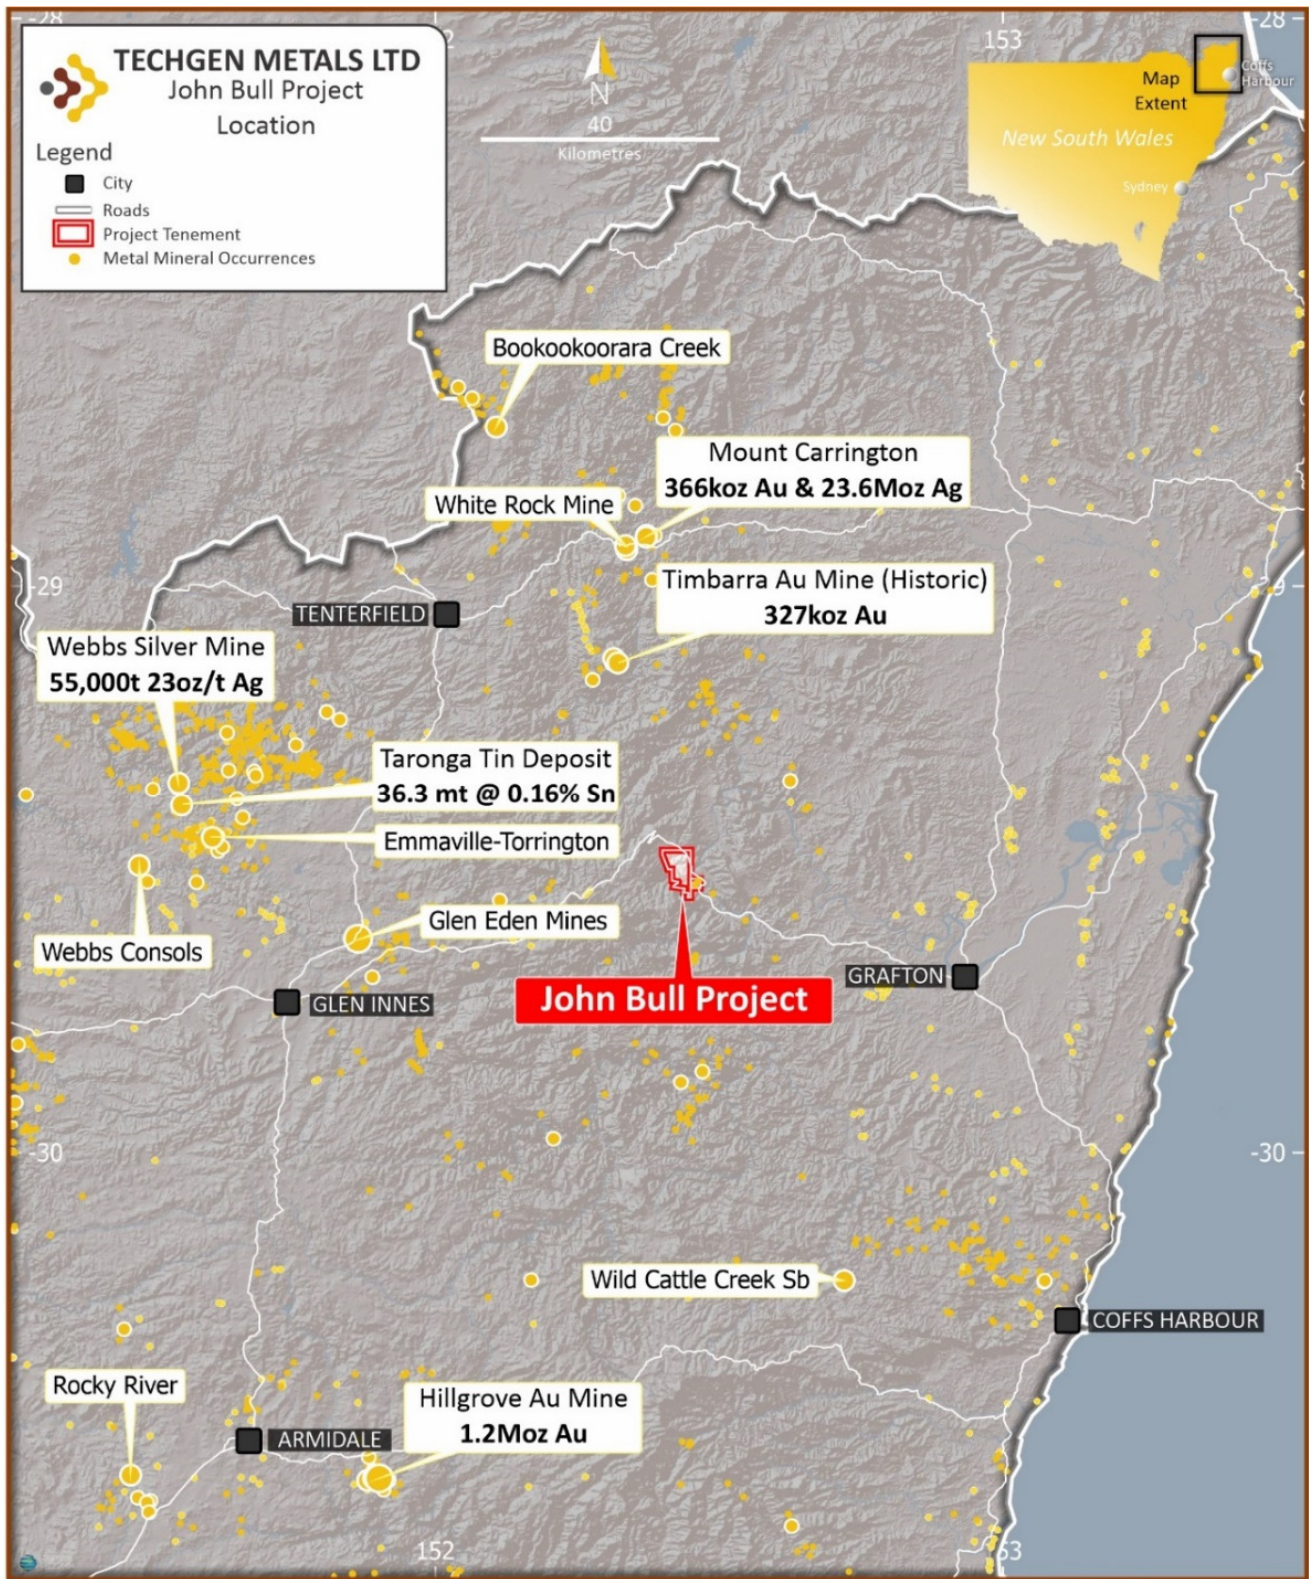 -28
152
153
-28
TECHGEN METALS LTD
John Bull Project
Location
Legend
City
Roads
Project Tenement
Metal Mineral Occurrences
N
40
Kilometres
Map
Extent
Coffs
Harbour
New South Wales
Sydney
Bookookoorara Creek
Mount Carrington
366koz Au & 23.6Moz Ag
White Rock Mine
-29
-29
Timbarra Au Mine (Historic)
327koz Au
TENTERFIELD
Webbs Silver Mine
55,000t 23oz/t Ag
Taronga Tin Deposit
36.3 mt @ 0.16% Sn
Emmaville-Torrington
Glen Eden Mines
Webbs Consols
GRAFTON
John Bull Project
GLEN INNES
-30
-30
Wild Cattle Creek Sb
COFFS HARBOUR
Rocky River
Hillgrove Au Mine
1.2Moz Au
ARMIDALE
152
153